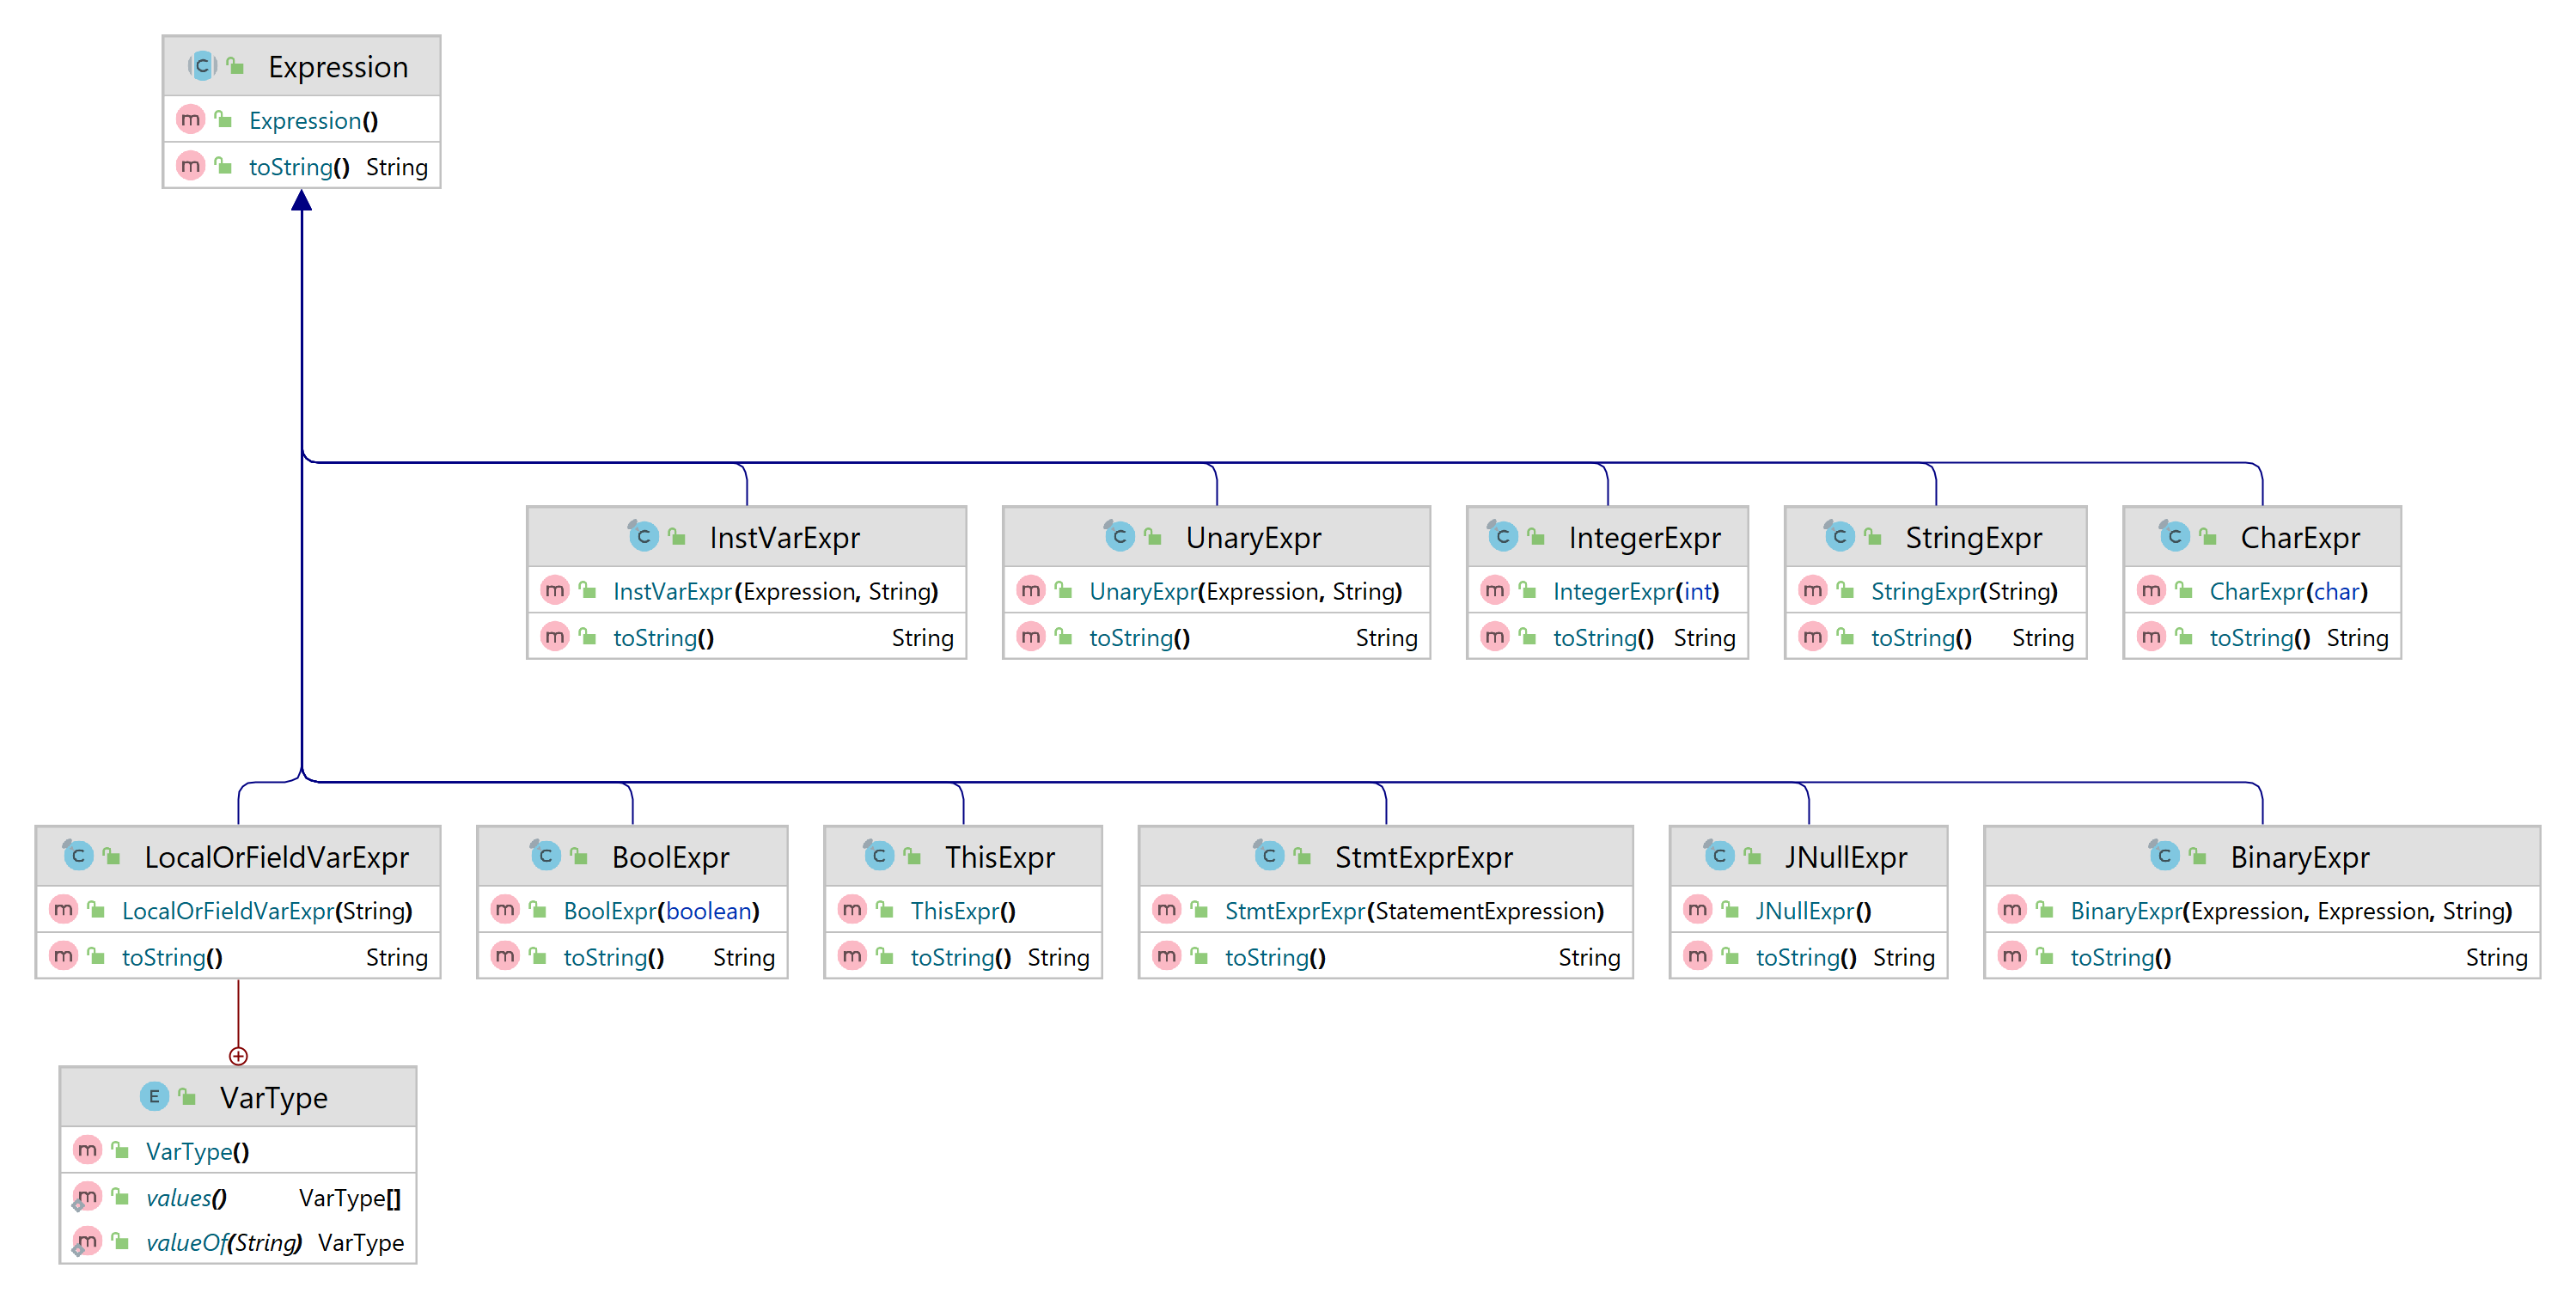 Expression
Expression()
toString() String
InstVarExpr
InstVarExpr(Expression, String)
toString() String
UnaryExpr
UnaryExpr(Expression, String)
toString() String
IntegerExpr
IntegerExpr(int)
toString() String
StringExpr
StringExpr(String)
toString() String
CharExpr
CharExpr(char)
toString() String
LocalOrFieldVarExpr
LocalOrFieldVarExpr(String)
toString() String
BoolExpr
BoolExpr(boolean)
toString() String
ThisExpr
ThisExpr()
toString() String
StmtExprExpr
StmtExprExpr(StatementExpression)
toString() String
JNullExpr
JNullExpr()
toString() String
BinaryExpr
BinaryExpr(Expression, Expression, String)
toString() String
VarType
VarType()
values() VarType[]
valueOf(String) VarType